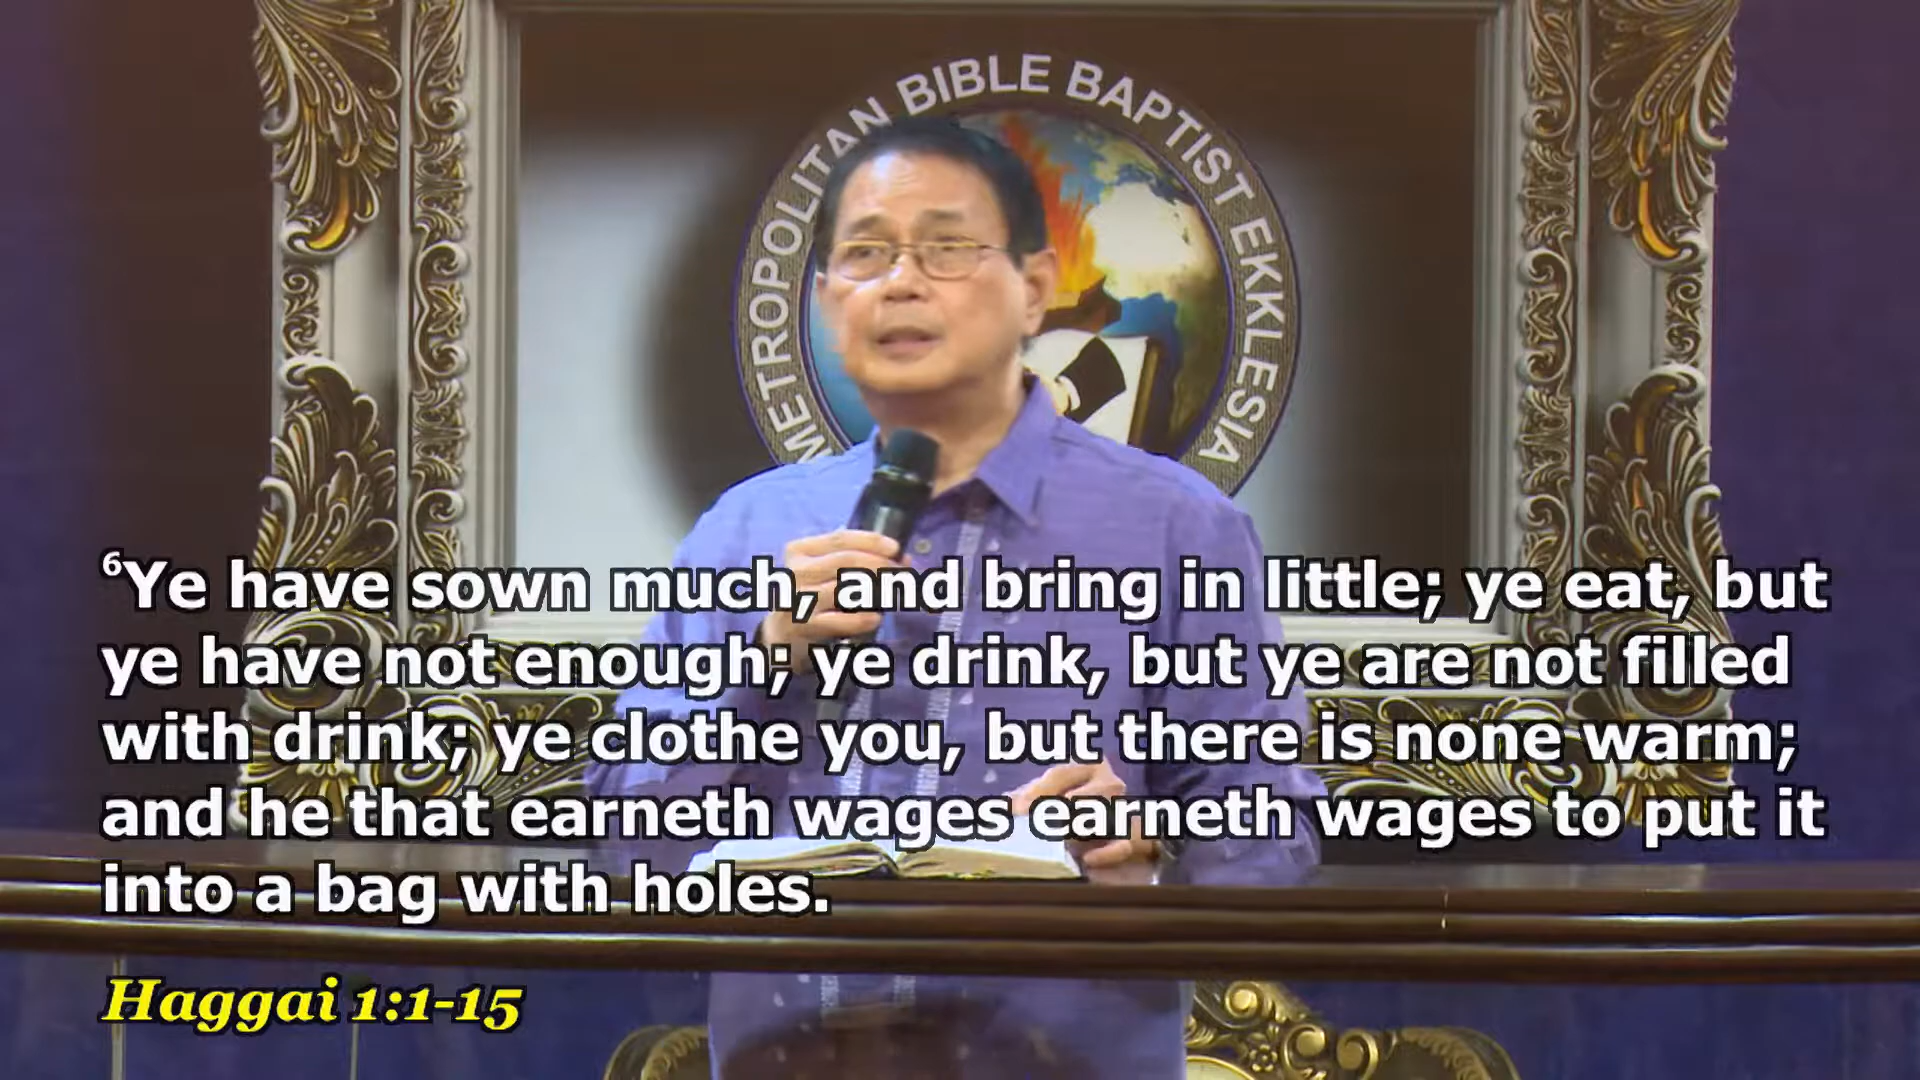 METROPOLITAN BIBLE BAPTIST EKKLESIA
⁶Ye have sown much, and bring in little; ye eat, but
ye have not enough; ye drink, but ye are not filled
with drink; ye clothe you, but there is none warm;
and he that earneth wages earneth wages to put it
into a bag with holes.
Haggai 1:1-15